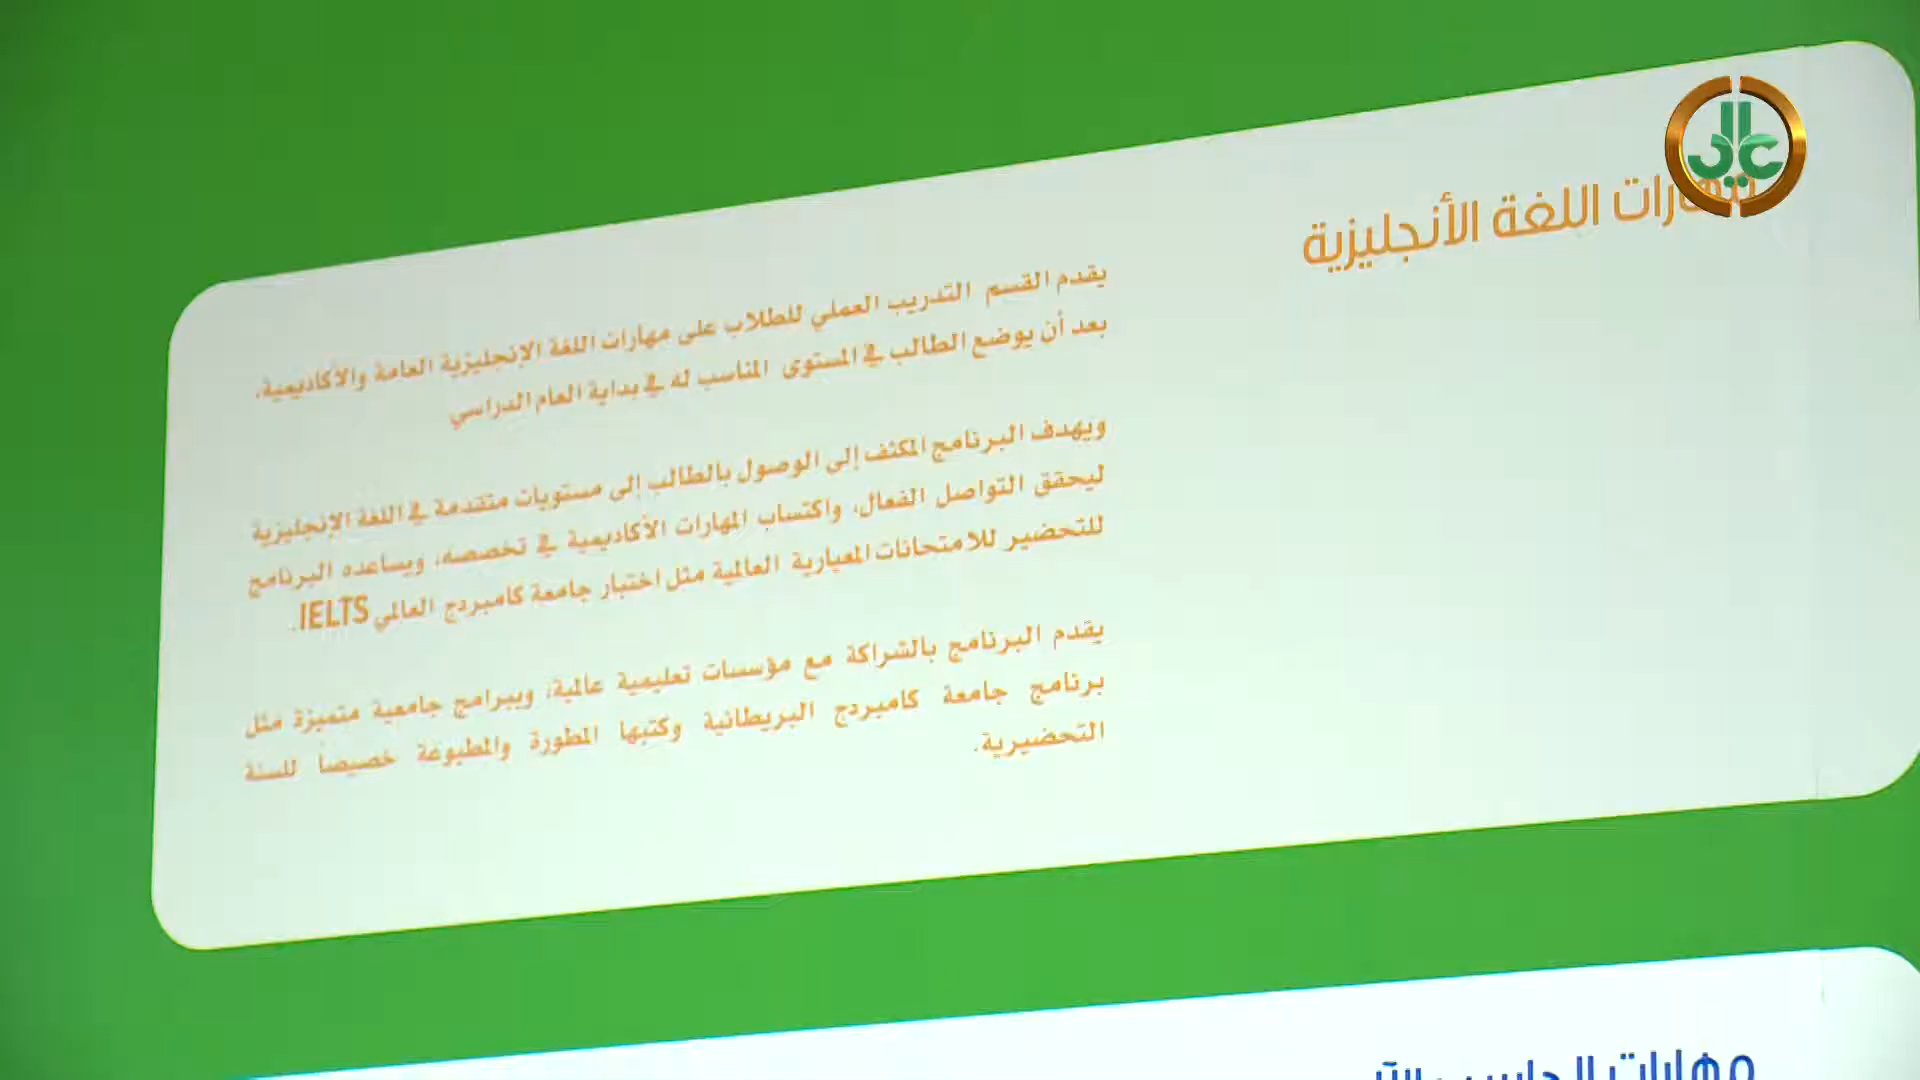 مهارات اللغة الأنجليزية
يقدم القسم التدريب العملي للطلاب على مهارات اللغة الإنجليزية العامة والأكاديمية،
بعد أن يوضع الطالب في المستوى المناسب له في بداية العام الدراسي
ويهدف البرنامج المكثف إلى الوصول بالطالب إلى مستويات متقدمة في اللغة الإنجليزية
ليحقق التواصل الفعال، واكتساب المهارات الأكاديمية في تخصصه، ويساعده البرنامج
للتحضير للامتحانات المعيارية العالمية مثل اختبار جامعة كامبردج العالمي IELTS.
يقدم البرنامج بالشراكة مع مؤسسات تعليمية عالمية، وببرامج جامعية متميزة مثل
برنامج جامعة كامبردج البريطانية وكتبها المطورة والمطبوعة خصيصاً للسنة
التحضيرية.
مهارات الحاسب